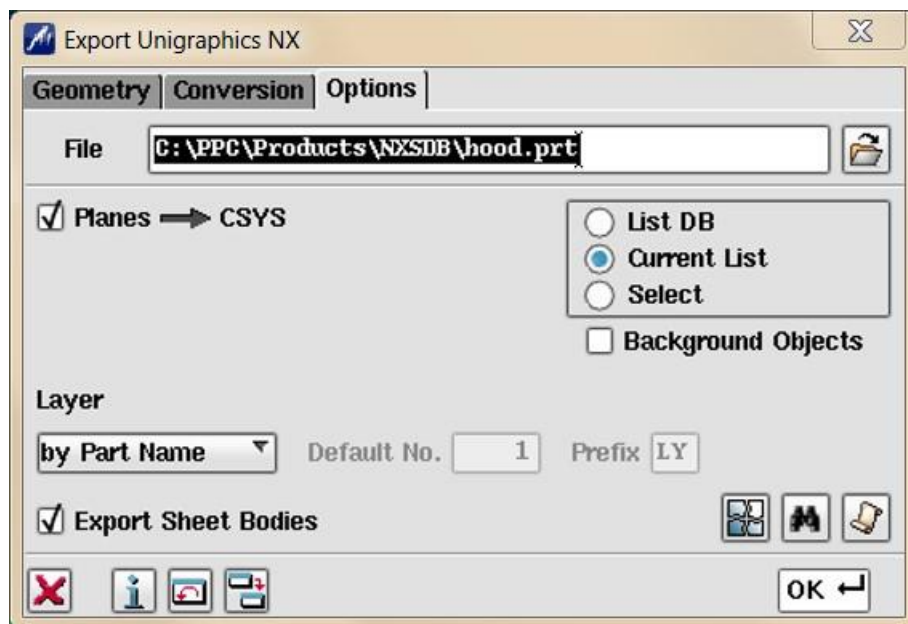 Export Unigraphics NX
Geometry Conversion Options
File C:\PPC\Products\NXSDB\hood.prt
Planes CSYS
List DB
Current List
Select
Background Objects
Layer
by Part Name Default No. 1 Prefix LY
Export Sheet Bodies
OK